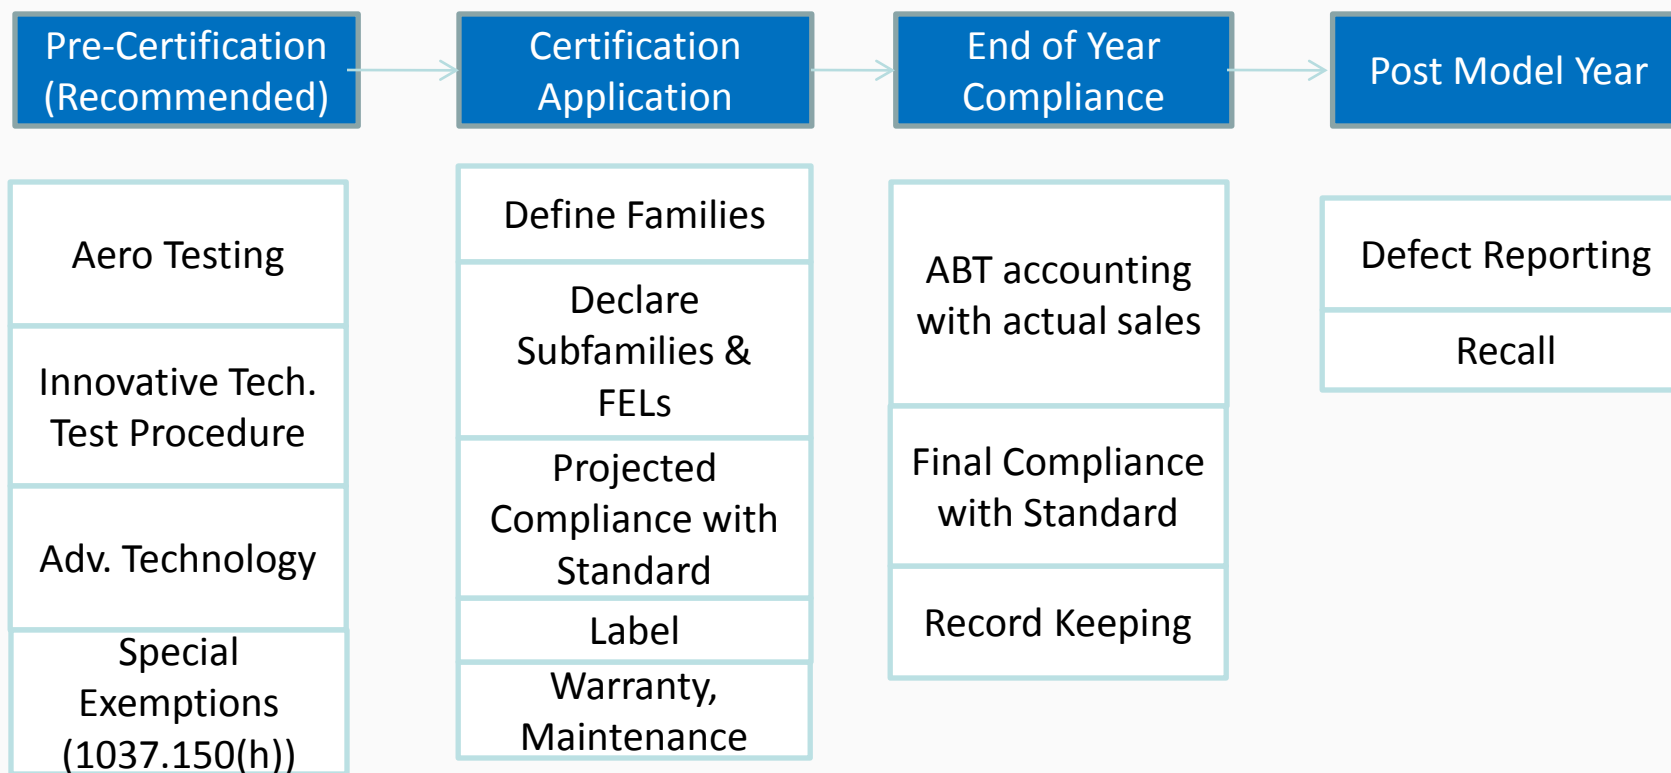 Pre-Certification
(Recommended)
Certification
Application
End of Year
Compliance
Post Model Year
Aero Testing
Innovative Tech.
Test Procedure
Adv. Technology
Special
Exemptions
(1037.150(h))
Define Families
Declare
Subfamilies &
FELs
Projected
Compliance with
Standard
Label
Warranty,
Maintenance
ABT accounting
with actual sales
Final Compliance
with Standard
Record Keeping
Defect Reporting
Recall